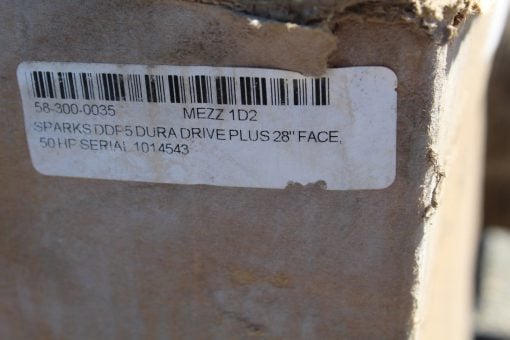 58-300-0035 MEZZ 1D2
SPARKS DDP5 DURA DRIVE PLUS 28" FACE,
50 HP SERIAL 1014543